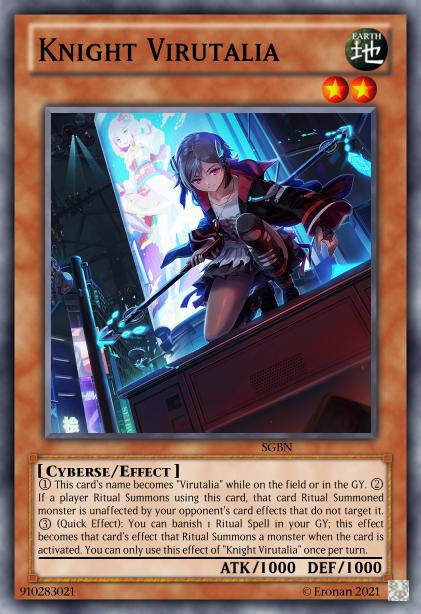 Knight Virutalia
EARTH
地
SGBN
[ Cyberse/Effect ]
① This card's name becomes "Virutalia" while on the field or in the GY. ②
If a player Ritual Summons using this card, that card Ritual Summoned
monster is unaffected by your opponent's card effects that do not target it.
③ (Quick Effect): You can banish 1 Ritual Spell in your GY; this effect
becomes that card's effect that Ritual Summons a monster when the card is
activated. You can only use this effect of "Knight Virutalia" once per turn.
ATK/1000 DEF/1000
910283021
© Eronan 2021